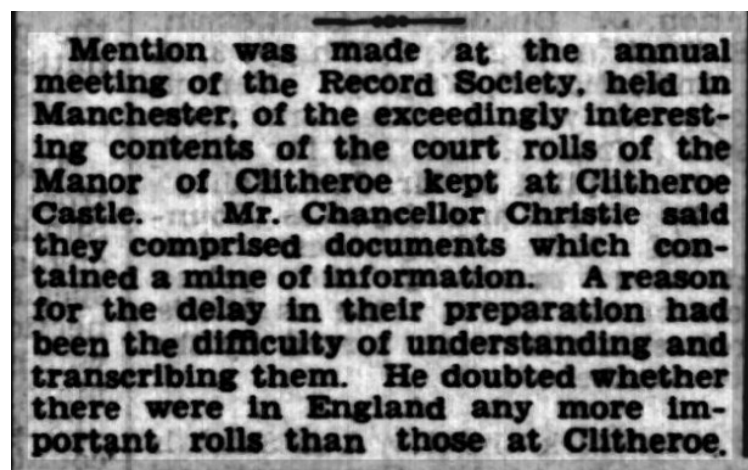 Mention was made at the annual
meeting of the Record Society, held in
Manchester, of the exceedingly interest-
ing contents of the court rolls of the
Manor of Clitheroe kept at Clitheroe
Castle. Mr. Chancellor Christie said
they comprised documents which con-
tained a mine of information. A reason
for the delay in their preparation had
been the difficulty of understanding and
transcribing them. He doubted whether
there were in England any more im-
portant rolls than those at Clitheroe.